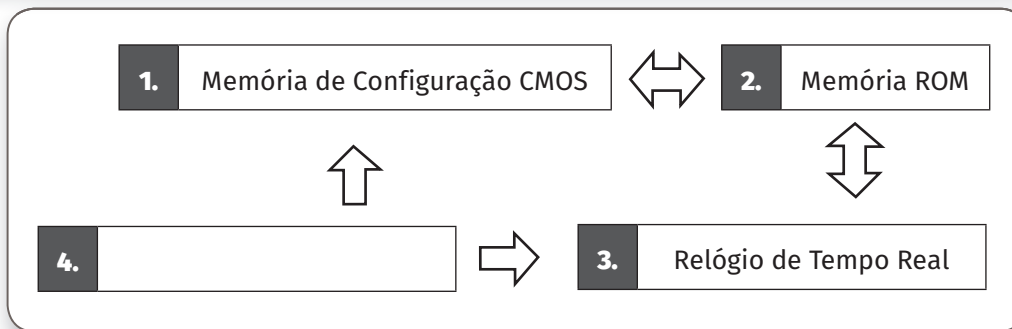 1. Memória de Configuração CMOS
2. Memória ROM
4.
3. Relógio de Tempo Real